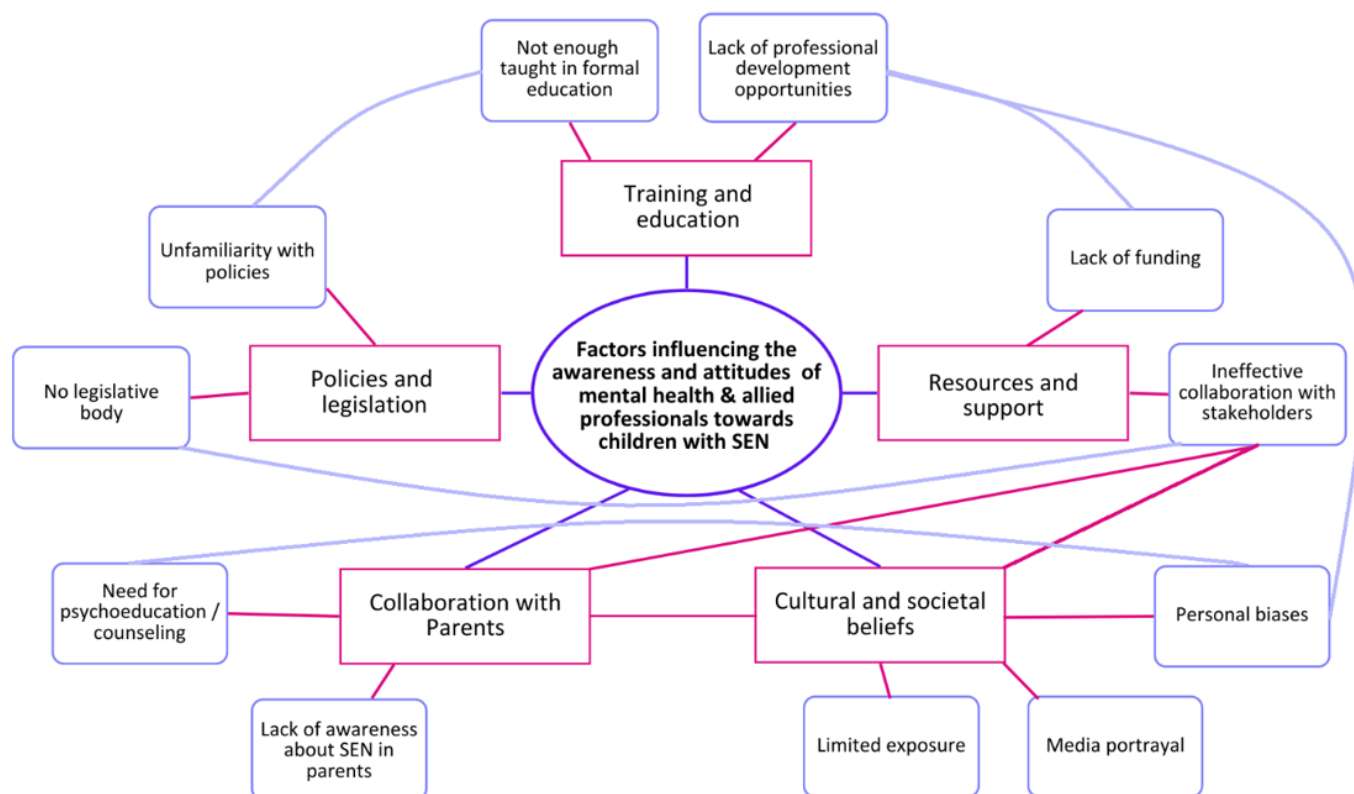 Not enough
taught in formal
education
Lack of professional
development
opportunities
Training and
education
Unfamiliarity with
policies
Lack of funding
No legislative
body
Policies and
legislation
Factors influencing the
awareness and attitudes of
mental health & allied
professionals towards
children with SEN
Resources and
support
Ineffective
collaboration with
stakeholders
Need for
psychoeducation /
counseling
Collaboration with
Parents
Cultural and societal
beliefs
Personal biases
Lack of awareness
about SEN in
parents
Limited exposure
Media portrayal